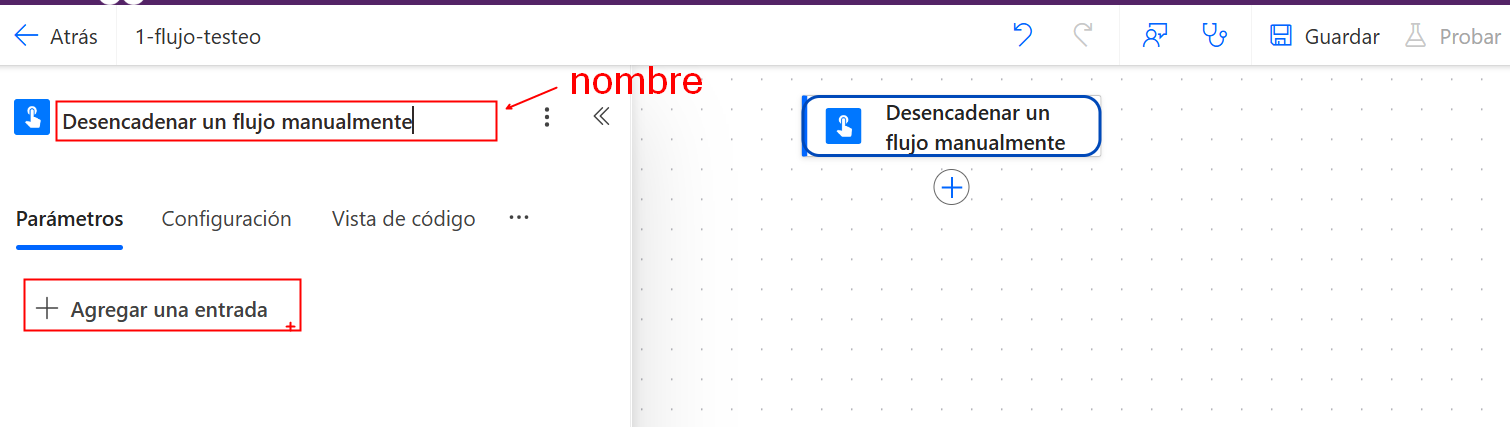 Atrás
1-flujo-testeo
Guardar
Probar
nombre
Desencadenar un flujo manualmente
Desencadenar un
flujo manualmente
Parámetros
Configuración
Vista de código
Agregar una entrada